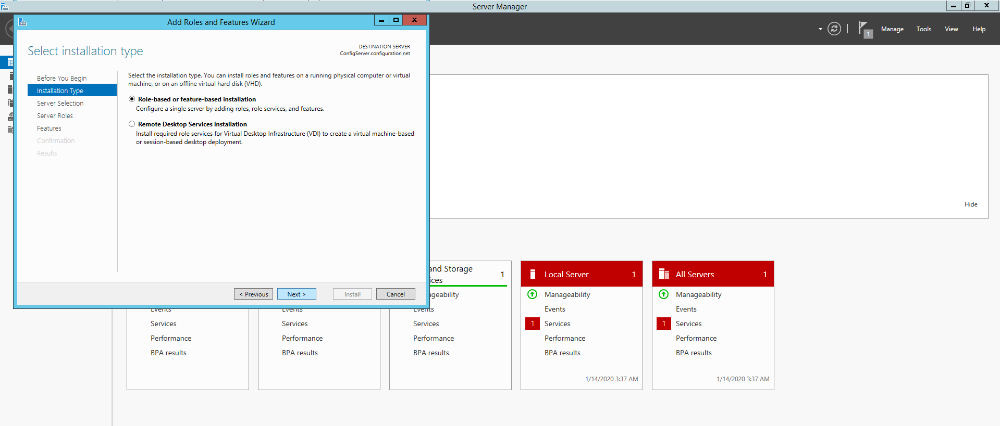 Server Manager
Add Roles and Features Wizard
1
Manage
Tools
View
Help
Select installation type
DESTINATION SERVER
ConfigServer.configuration.net
Before You Begin
Installation Type
Server Selection
Server Roles
Features
Confirmation
Results
Select the installation type. You can install roles and features on a running physical computer or virtual
machine, or on an offline virtual hard disk (VHD).
Role-based or feature-based installation
Configure a single server by adding roles, role services, and features.
Remote Desktop Services installation
Install required role services for Virtual Desktop Infrastructure (VDI) to create a virtual machine-based
or session-based desktop deployment.
< Previous
Next >
Install
Cancel
Hide
Events
Services
Performance
BPA results
Events
Services
Performance
BPA results
and Storage
ices
1
ageability
Events
Services
Performance
BPA results
Local Server
1
Manageability
Events
1
Services
Performance
BPA results
1/14/2020 3:37 AM
All Servers
1
Manageability
Events
1
Services
Performance
BPA results
1/14/2020 3:37 AM